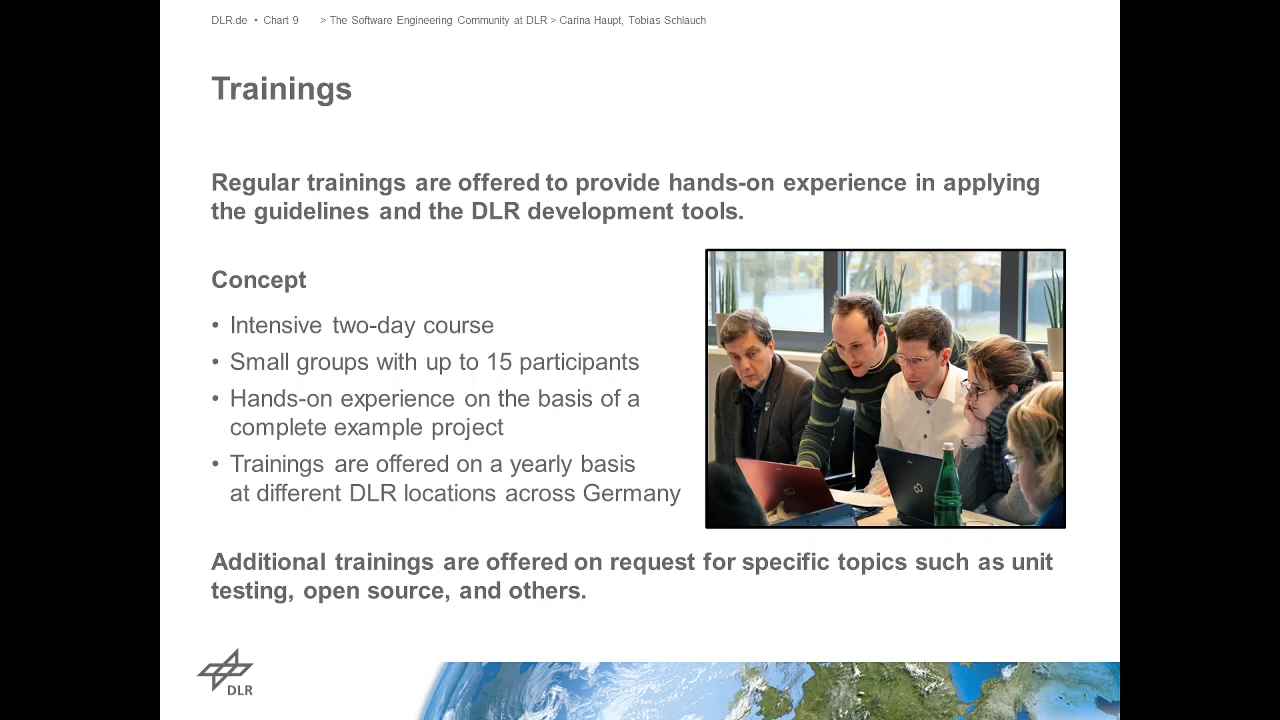 DLR.de • Chart 9 > The Software Engineering Community at DLR > Carina Haupt, Tobias Schlauch
Trainings
Regular trainings are offered to provide hands-on experience in applying
the guidelines and the DLR development tools.
Concept
• Intensive two-day course
• Small groups with up to 15 participants
• Hands-on experience on the basis of a
complete example project
• Trainings are offered on a yearly basis
at different DLR locations across Germany
Additional trainings are offered on request for specific topics such as unit
testing, open source, and others.
DLR